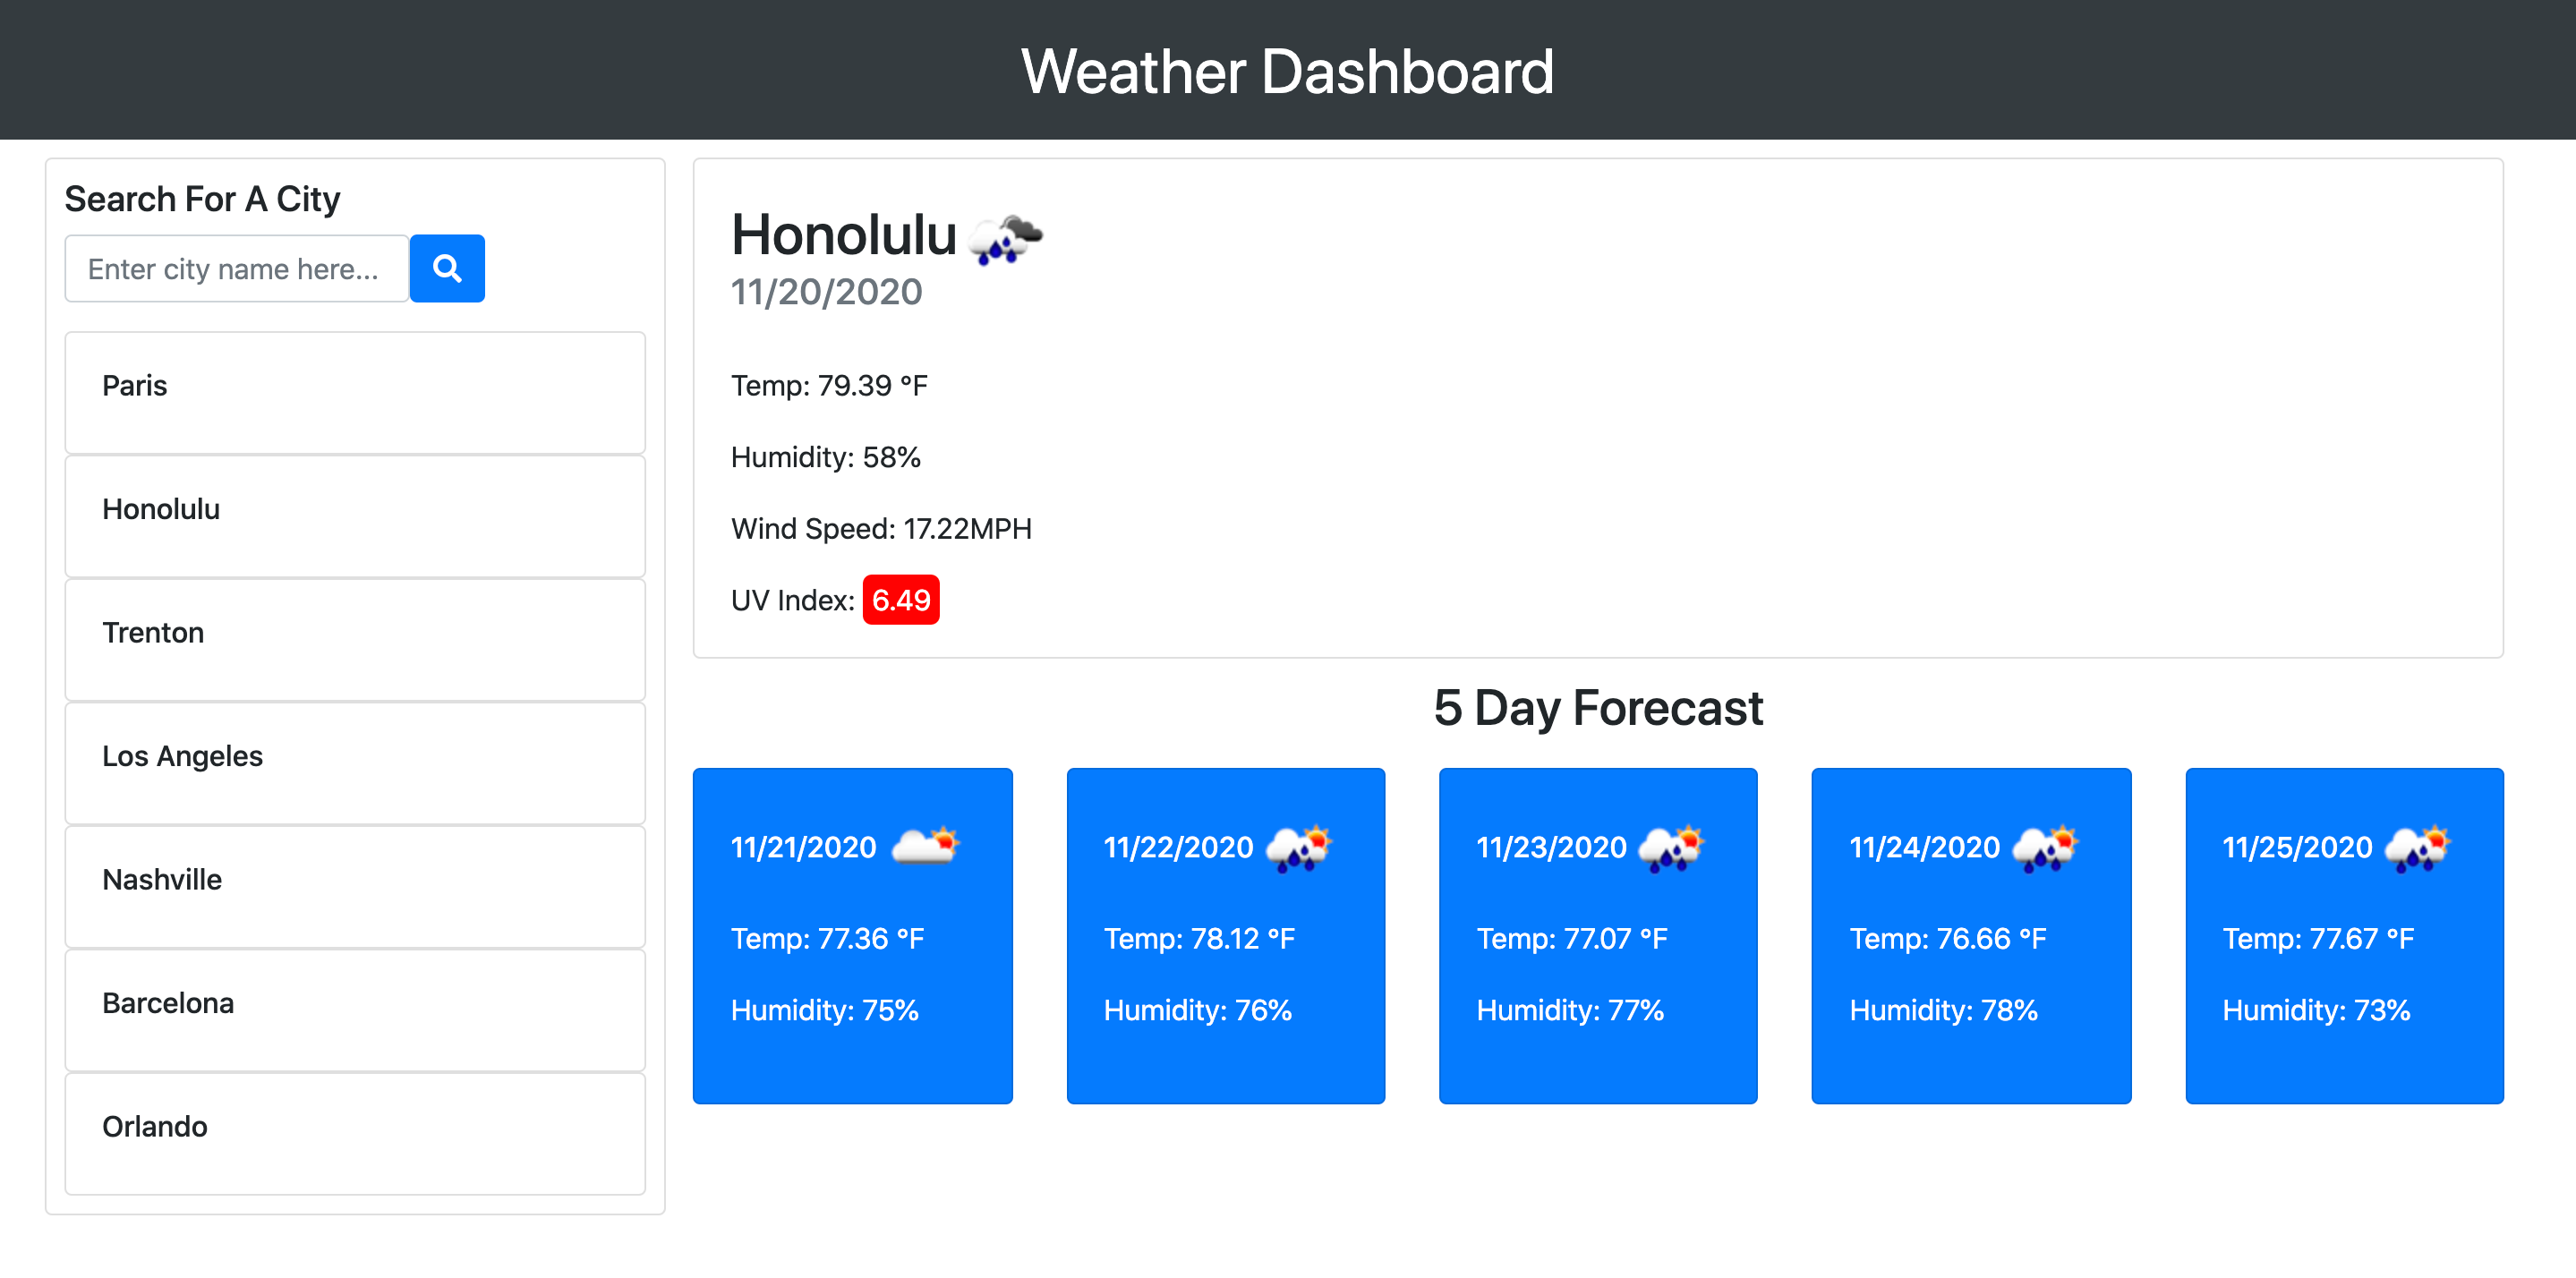 Weather Dashboard
Search For A City
Enter city name here...
Paris
Honolulu
Trenton
Los Angeles
Nashville
Barcelona
Orlando
Honolulu
11/20/2020
Temp: 79.39 °F
Humidity: 58%
Wind Speed: 17.22MPH
UV Index: 6.49
5 Day Forecast
11/21/2020
Temp: 77.36 °F
Humidity: 75%
11/22/2020
Temp: 78.12 °F
Humidity: 76%
11/23/2020
Temp: 77.07 °F
Humidity: 77%
11/24/2020
Temp: 76.66 °F
Humidity: 78%
11/25/2020
Temp: 77.67 °F
Humidity: 73%